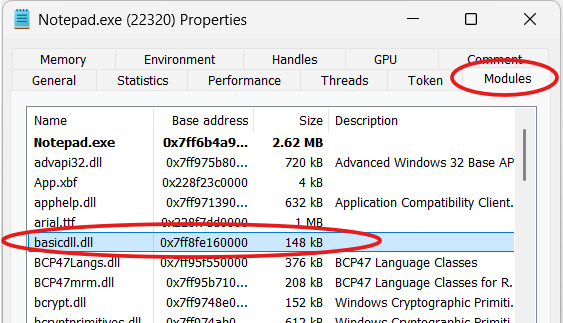 Notepad.exe (22320) Properties
Memory Environment Handles GPU Comment
General Statistics Performance Threads Token Modules
Name Base address Size Description
Notepad.exe 0x7ff6b4a9... 2.62 MB
advapi32.dll 0x7ff975b80... 720 kB Advanced Windows 32 Base AP
App.xbf 0x228f23c0000 4 kB
apphelp.dll 0x7ff971390... 632 kB Application Compatibility Client.
arial.ttf 0x228f7dd0000 1 MB
basicdll.dll 0x7ff8fe160000 148 kB
BCP47Langs.dll 0x7ff95f550000 376 kB BCP47 Language Classes
BCP47mrm.dll 0x7ff95b710... 208 kB BCP47 Language Classes for R.
bcrypt.dll 0x7ff9748e0... 152 kB Windows Cryptographic Primiti.
bcryptprimitives.dll 0x7ff974ab0... 612 kB Windows Cryptographic Primiti.